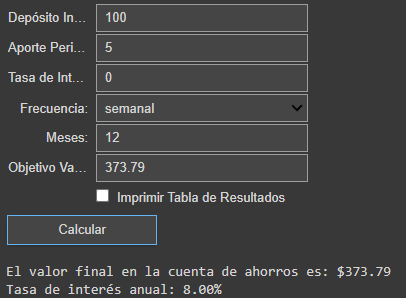 Depósito In...
100
Aporte Peri...
5
Tasa de Int...
0
Frecuencia:
semanal
Meses:
12
Objetivo Va...
373.79
Imprimir Tabla de Resultados
Calcular
El valor final en la cuenta de ahorros es: $373.79
Tasa de interés anual: 8.00%